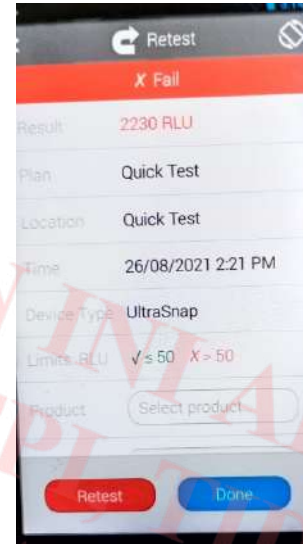 Retest
X Fail
Result 2230 RLU
Plan Quick Test
Location Quick Test
Time 26/08/2021 2:21 PM
Device Type UltraSnap
Limits RLU √ ≤ 50 X > 50
Product Select product
Retest Done